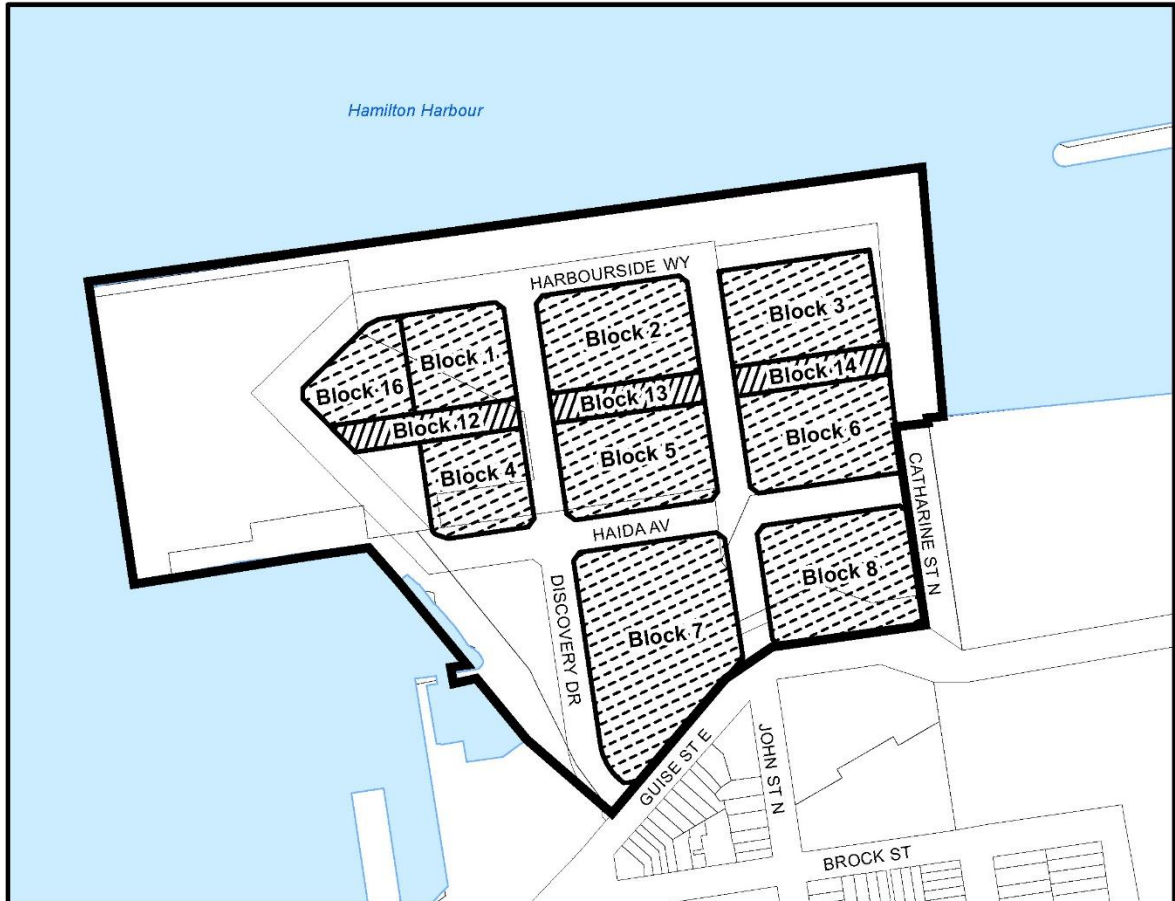 Hamilton Harbour
HARBOURSIDE WY
Block 3
Block 2
Block 1
Block 16
Block 14
Block 13
Block 12
Block 6
Block 5
Block 4
CATHARINE ST N
HAIDA AV
Block 8
DISCOVERY DR
Block 7
GUISE ST E
JOHN ST N
BROCK ST